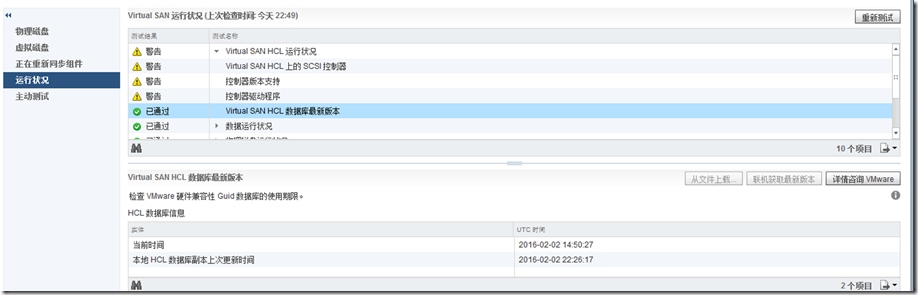 物理磁盘
虚拟磁盘
正在重新同步组件
运行状况
主动测试
Virtual SAN 运行状况 (上次检查时间: 今天 22:49)
重新测试
测试结果 测试名称
警告 Virtual SAN HCL 运行状况
警告 Virtual SAN HCL 上的 SCSI 控制器
警告 控制器版本支持
警告 控制器驱动程序
已通过 Virtual SAN HCL 数据库最新版本
已通过 数据运行状况
10 个项目
Virtual SAN HCL 数据库最新版本
从文件上载... 联机获取最新版本 详情咨询 VMware
检查 VMware 硬件兼容性 Guid 数据库的使用期限。
HCL 数据库信息
实体 UTC 时间
当前时间 2016-02-02 14:50:27
本地 HCL 数据库副本上次更新时间 2016-02-02 22:26:17
2 个项目